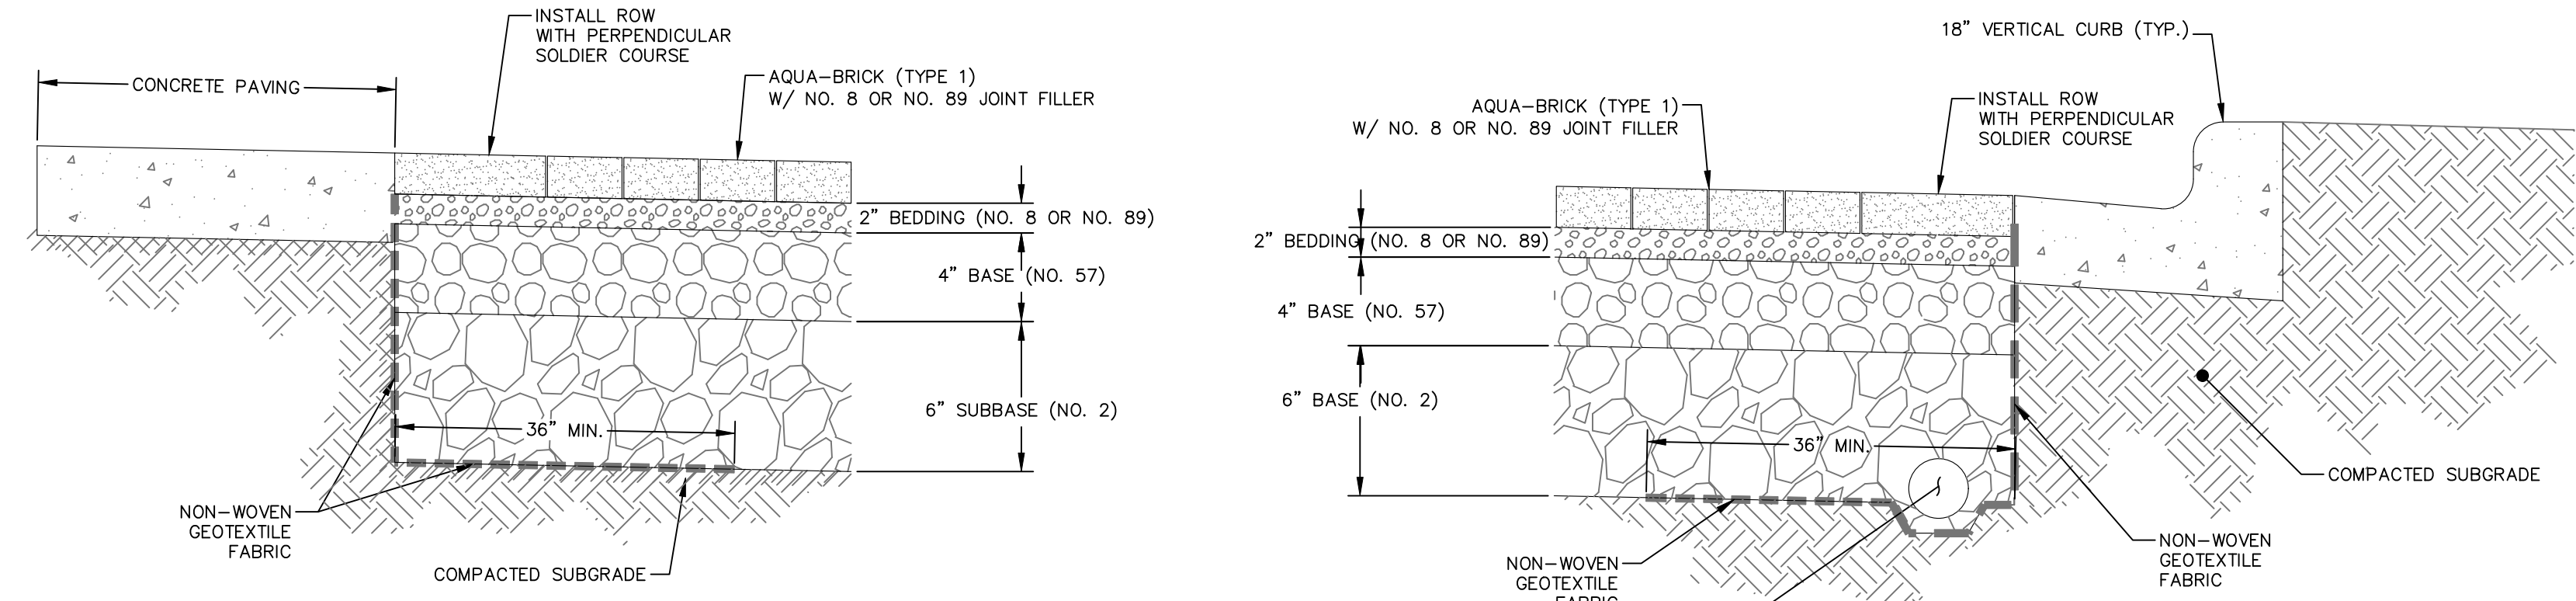 INSTALL ROW
WITH PERPENDICULAR
SOLDIER COURSE
CONCRETE PAVING
AQUA-BRICK (TYPE 1)
W/ NO. 8 OR NO. 89 JOINT FILLER
2" BEDDING (NO. 8 OR NO. 89)
4" BASE (NO. 57)
6" SUBBASE (NO. 2)
36" MIN.
NON-WOVEN
GEOTEXTILE
FABRIC
COMPACTED SUBGRADE
18" VERTICAL CURB (TYP.)
AQUA-BRICK (TYPE 1)
W/ NO. 8 OR NO. 89 JOINT FILLER
INSTALL ROW
WITH PERPENDICULAR
SOLDIER COURSE
2" BEDDING (NO. 8 OR NO. 89)
4" BASE (NO. 57)
6" BASE (NO. 2)
36" MIN.
COMPACTED SUBGRADE
NON-WOVEN
GEOTEXTILE
FABRIC
NON-WOVEN
GEOTEXTILE
FABRIC